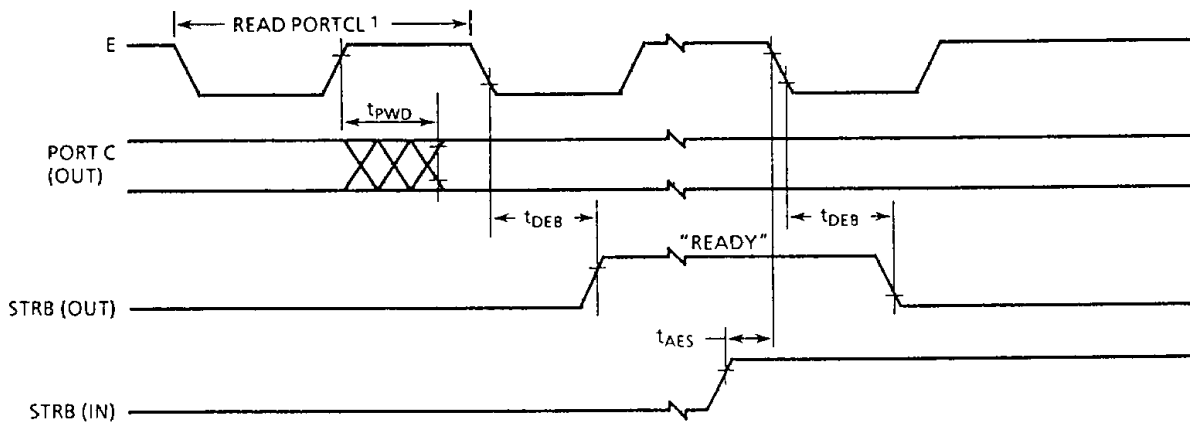 READ PORTCL 1
E
tPWD
PORT C
(OUT)
tDEB
"READY"
tDEB
STRB (OUT)
tAES
STRB (IN)